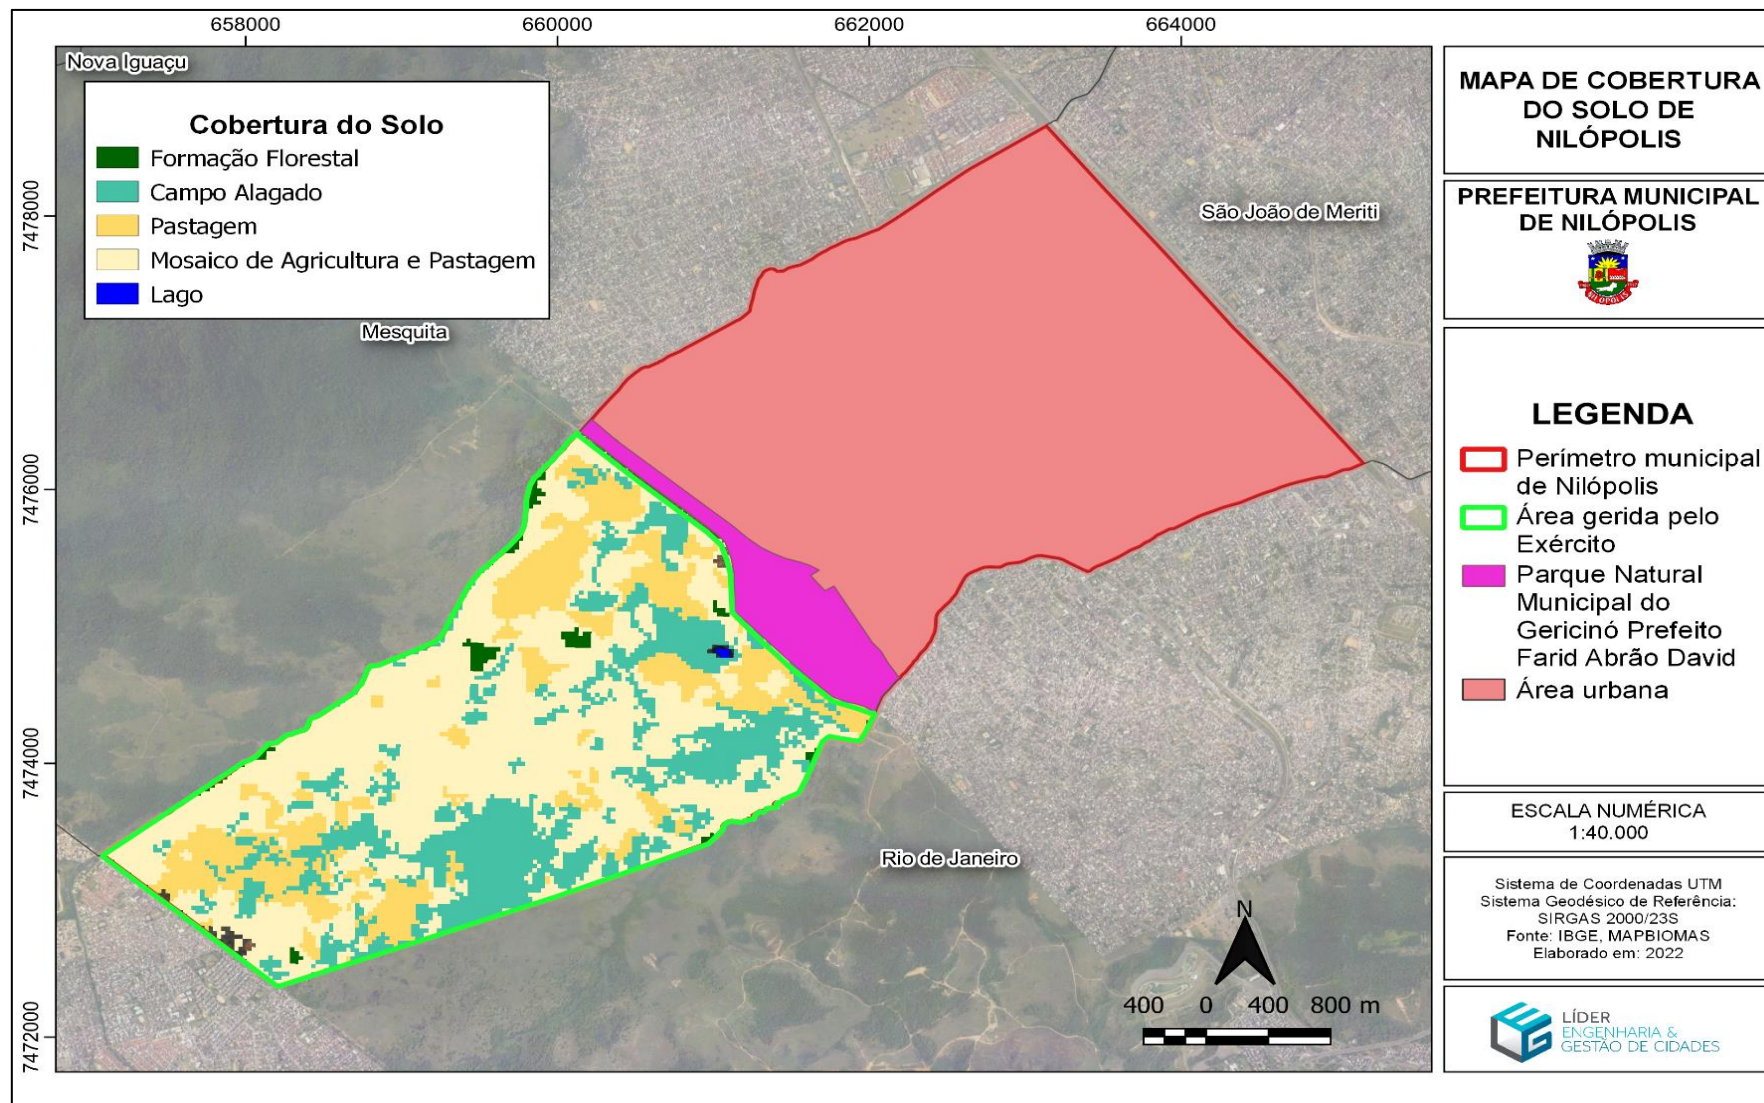 658000
660000
662000
664000
7478000
7476000
7474000
7472000
Nova Iguaçu
Cobertura do Solo
Formação Florestal
Campo Alagado
Pastagem
Mosaico de Agricultura e Pastagem
Lago
Mesquita
São João de Meriti
Rio de Janeiro
N
400 0 400 800 m
MAPA DE COBERTURA
DO SOLO DE
NILÓPOLIS
PREFEITURA MUNICIPAL
DE NILÓPOLIS
NILÓPOLIS
LEGENDA
Perímetro municipal
de Nilópolis
Área gerida pelo
Exército
Parque Natural
Municipal do
Gericinó Prefeito
Farid Abrão David
Área urbana
ESCALA NUMÉRICA
1:40.000
Sistema de Coordenadas UTM
Sistema Geodésico de Referência:
SIRGAS 2000/23S
Fonte: IBGE, MAPBIOMAS
Elaborado em: 2022
LÍDER
ENGENHARIA &
GESTÃO DE CIDADES